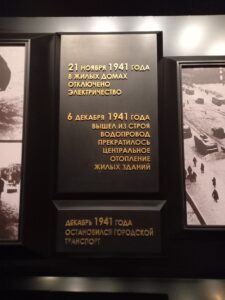 21 НОЯБРЯ 1941 ГОДА
В ЖИЛЫХ ДОМАХ
ОТКЛЮЧЕНО
ЭЛЕКТРИЧЕСТВО
6 ДЕКАБРЯ 1941 ГОДА
ВЫШЕЛ ИЗ СТРОЯ
ВОДОПРОВОД
ПРЕКРАТИЛОСЬ
ЦЕНТРАЛЬНОЕ
ОТОПЛЕНИЕ
ЖИЛЫХ ЗДАНИЙ
ДЕКАБРЬ 1941 ГОДА
ОСТАНОВИЛСЯ ГОРОДСКОЙ
ТРАНСПОРТ